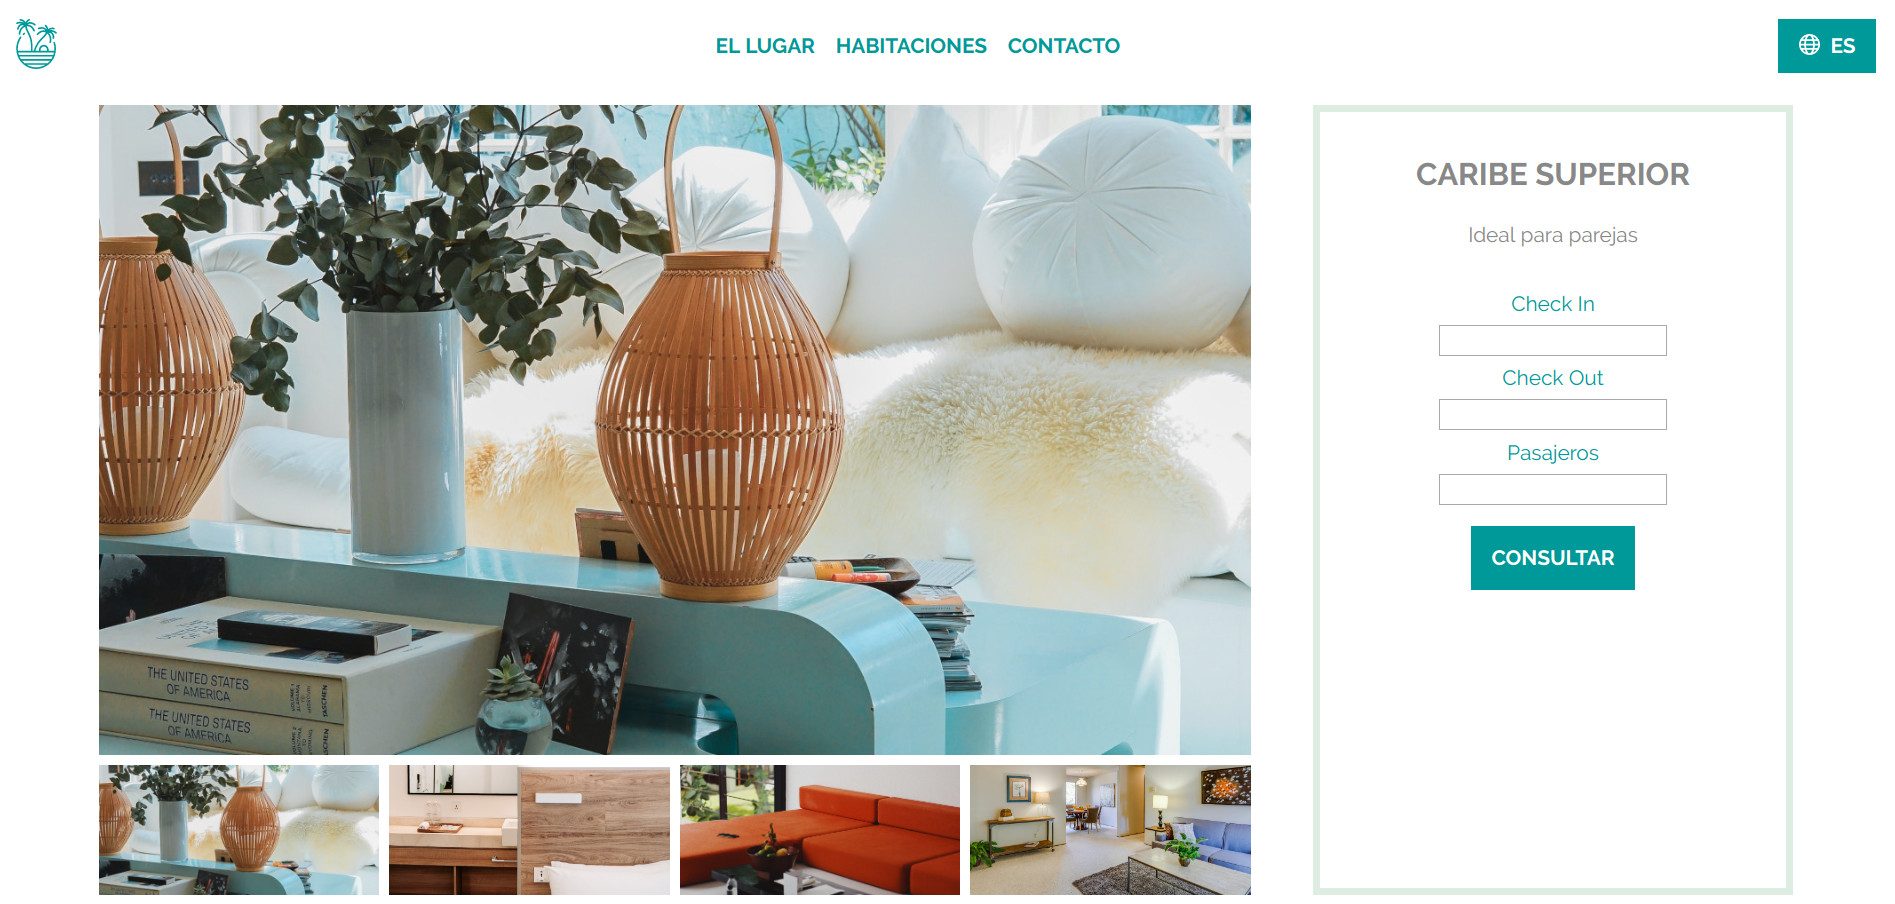 EL LUGAR HABITACIONES CONTACTO
ES
CARIBE SUPERIOR
Ideal para parejas
Check In
Check Out
Pasajeros
CONSULTAR
THE UNITED STATES
OF AMERICA
TASCHEN
THE UNITED STATES
OF AMERICA